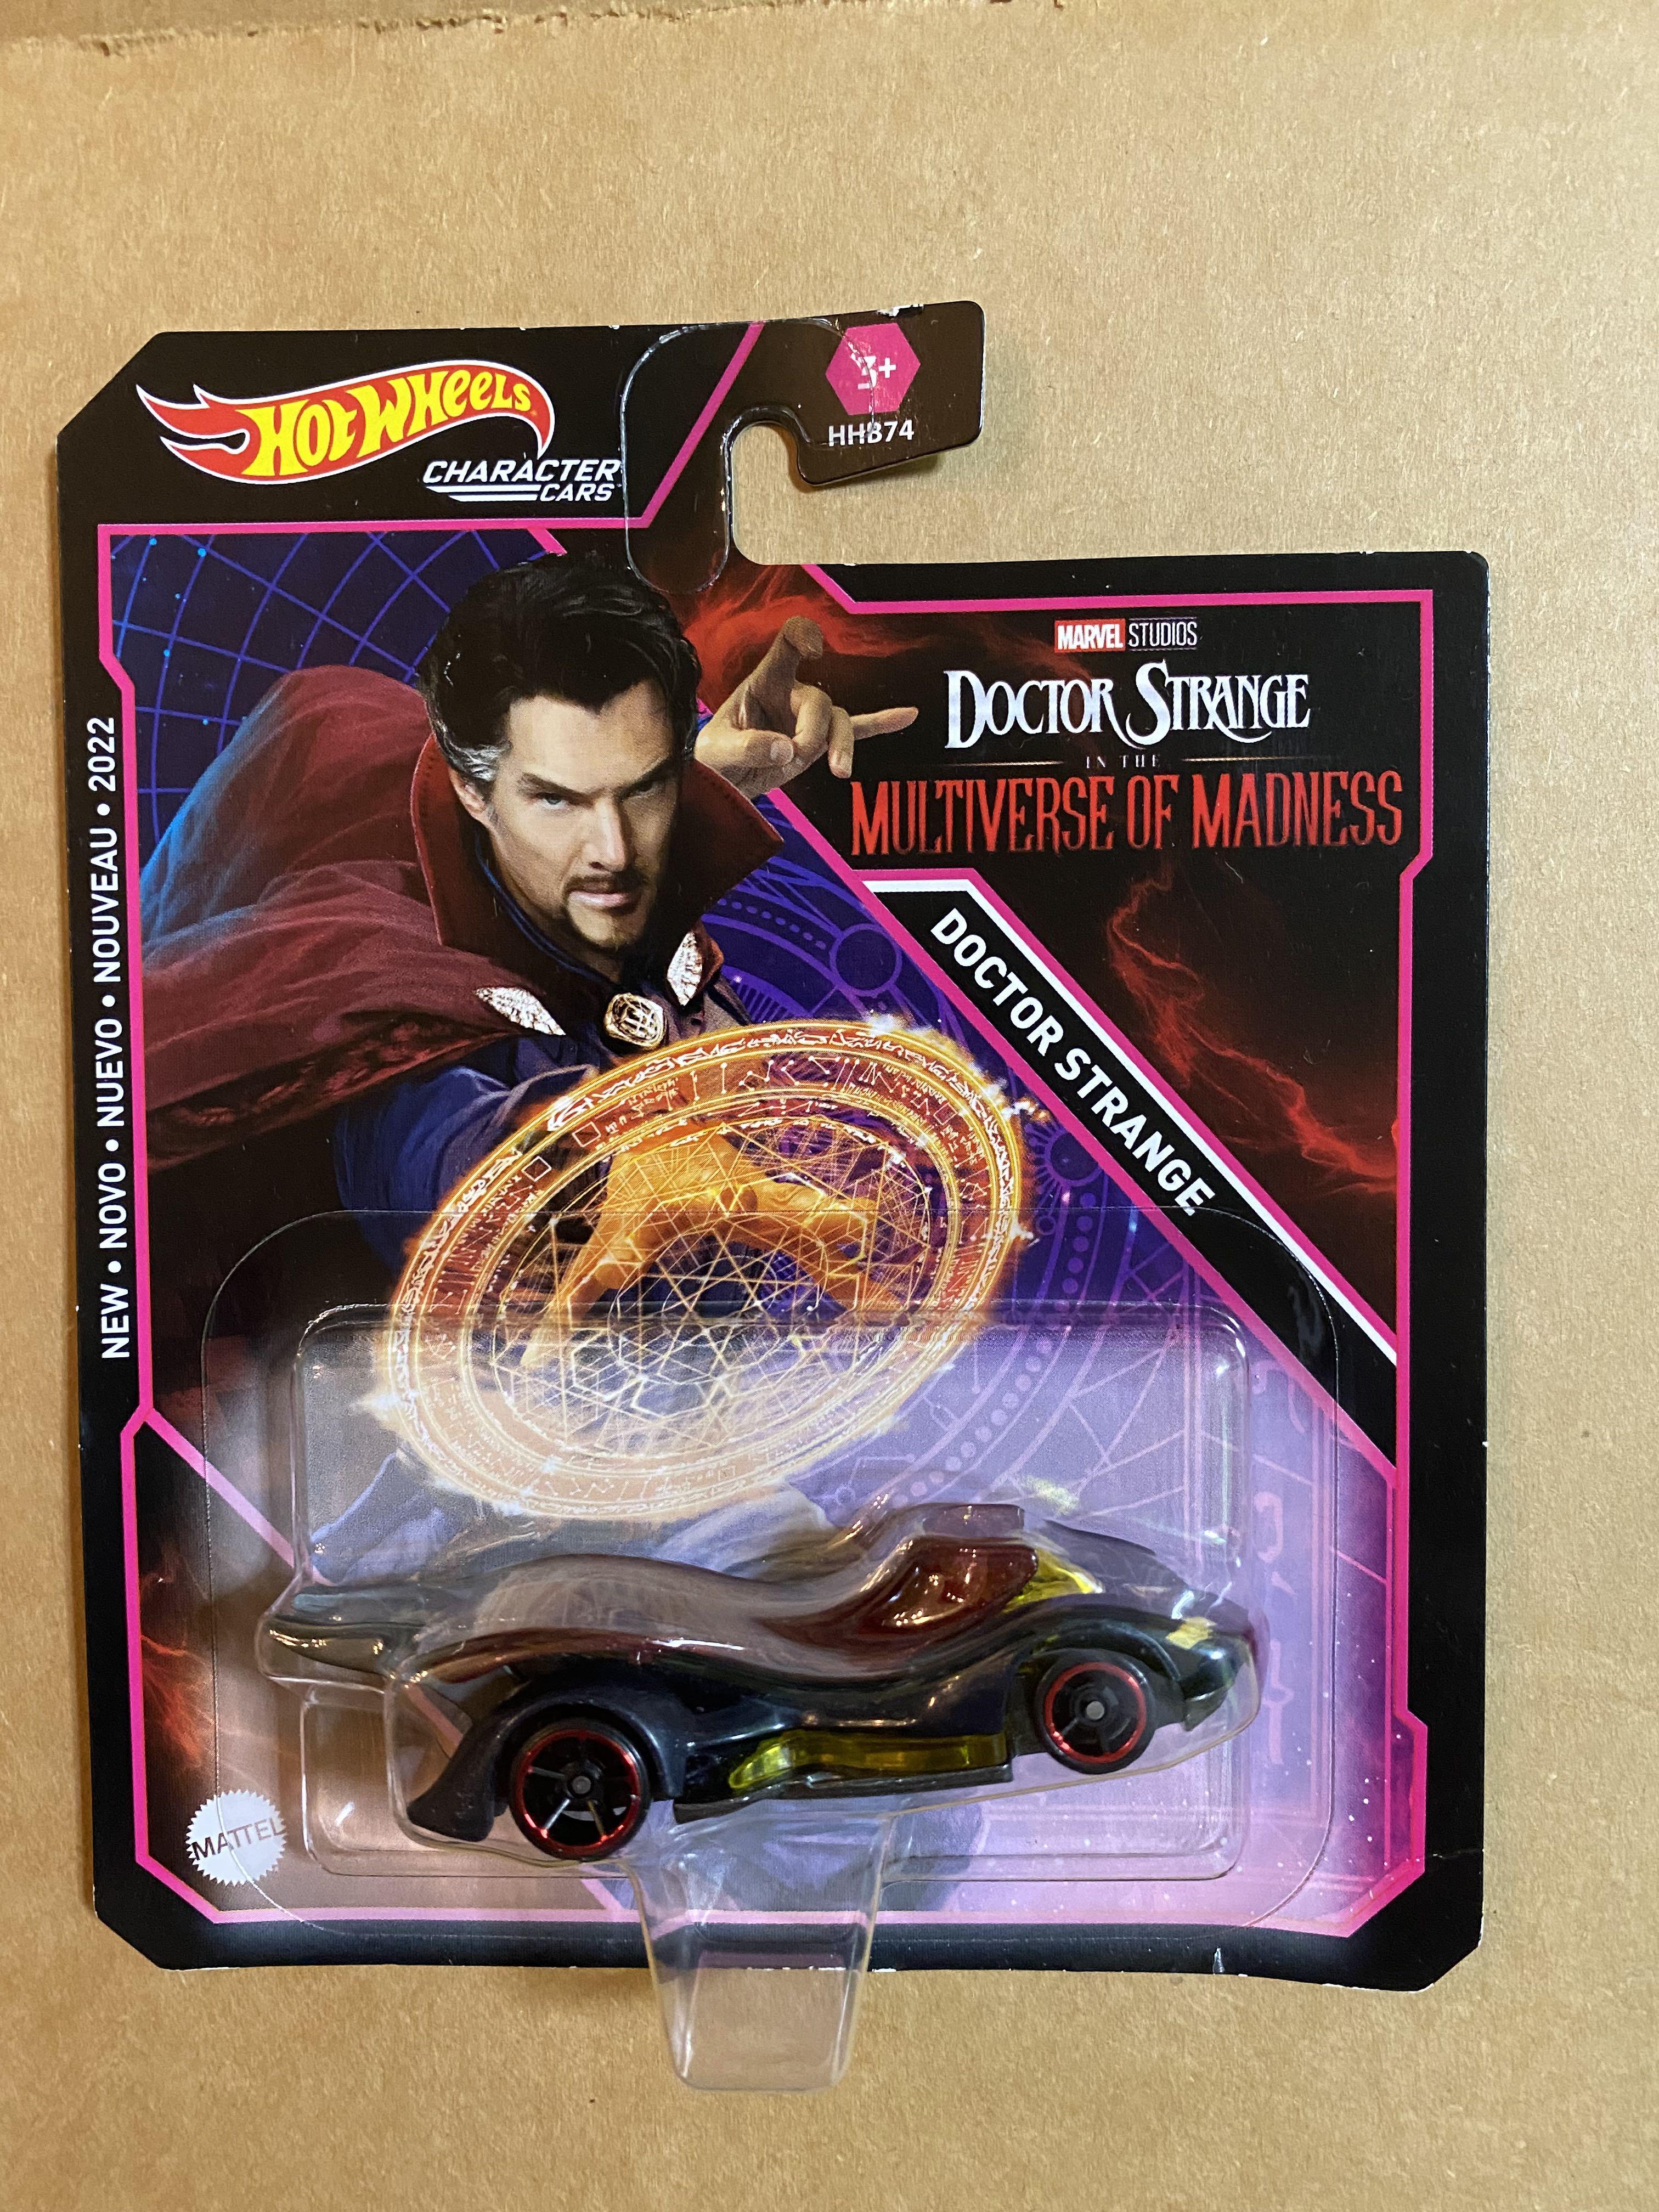 HOT WHEELS
CHARACTER
CARS
3+
HHB74
MARVEL STUDIOS
DOCTOR STRANGE
IN THE
MULTIVERSE OF MADNESS
DOCTOR STRANGE
NEW • NOVO • NUEVO • NOUVEAU • 2022
MATTEL